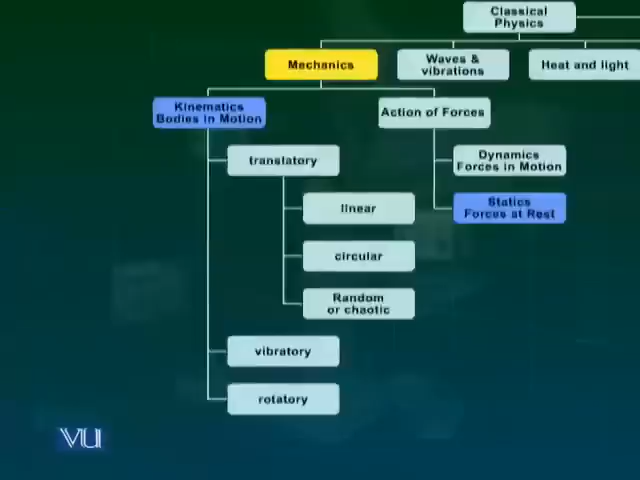 Classical
Physics
Mechanics
Waves &
vibrations
Heat and light
Kinematics
Bodies in Motion
Action of Forces
translatory
Dynamics
Forces in Motion
linear
Statics
Forces at Rest
circular
Random
or chaotic
vibratory
rotatory
VU